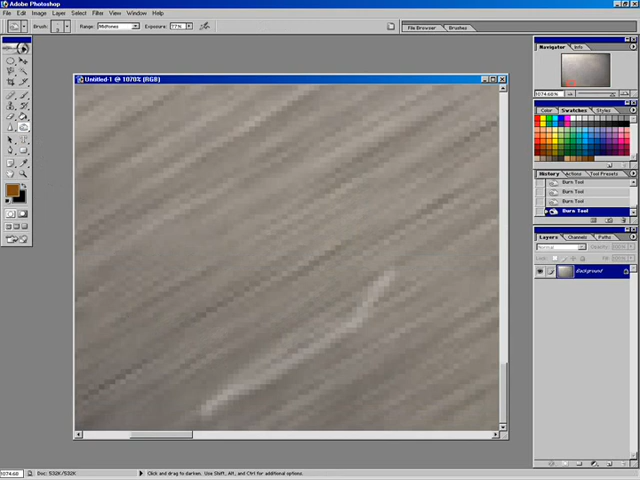 Adobe Photoshop
File Edit Image Layer Select Filter View Window Help
Brush: Range: Midtones Exposure: 77%
File Browser Brushes
Untitled-1 @ 1070% (RGB)
Navigator Info
Color Swatches Styles
History Actions Tool Presets
Burn Tool
Burn Tool
Burn Tool
Burn Tool
Layers Channels Paths
Normal Opacity:
Lock: Fill:
Background
Doc: 532K/532K Click and drag to darken. Use Shift, Alt, and Ctrl for additional options.